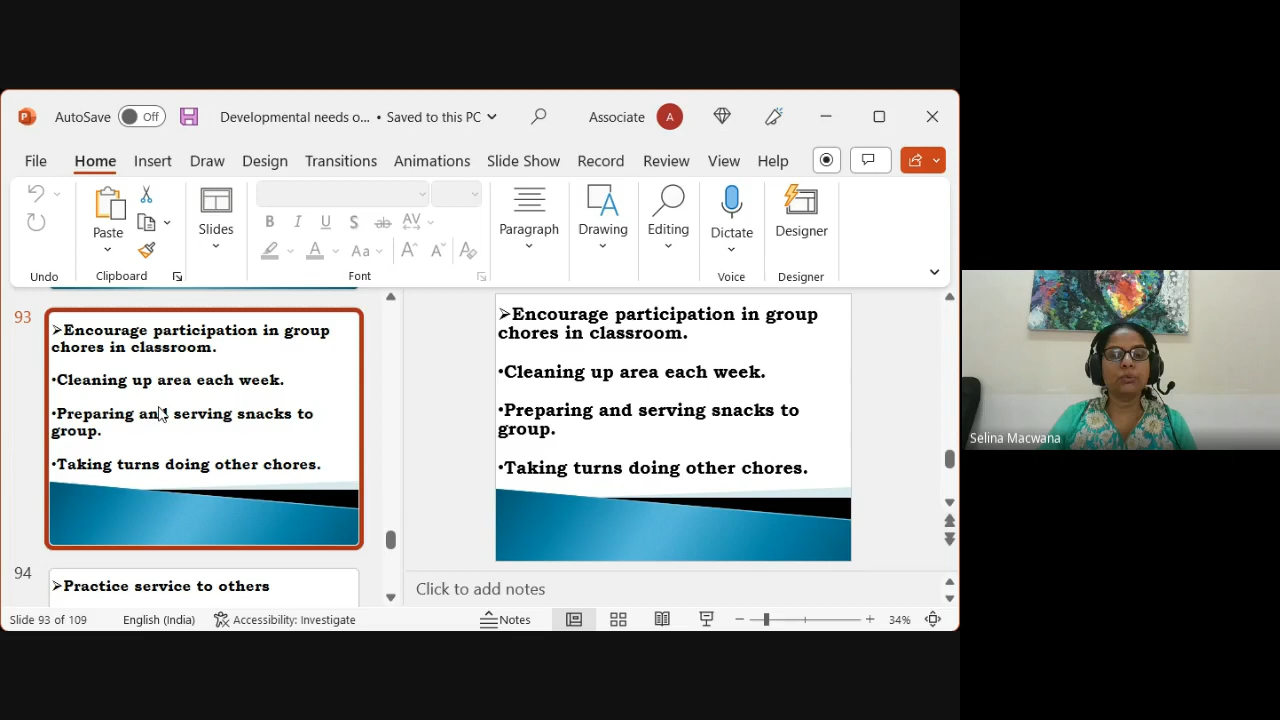 AutoSave Off Developmental needs o... • Saved to this PC Associate A
File Home Insert Draw Design Transitions Animations Slide Show Record Review View Help
Paste Slides B I U S ab AV A Aa A A A Paragraph Drawing Editing Dictate Designer
Undo Clipboard Font Voice Designer
93
➢Encourage participation in group
chores in classroom.
•Cleaning up area each week.
•Preparing and serving snacks to
group.
•Taking turns doing other chores.
94
➢Practice service to others
➢Encourage participation in group
chores in classroom.
•Cleaning up area each week.
•Preparing and serving snacks to
group.
•Taking turns doing other chores.
Click to add notes
Slide 93 of 109 English (India) Accessibility: Investigate Notes 34%
Selina Macwana